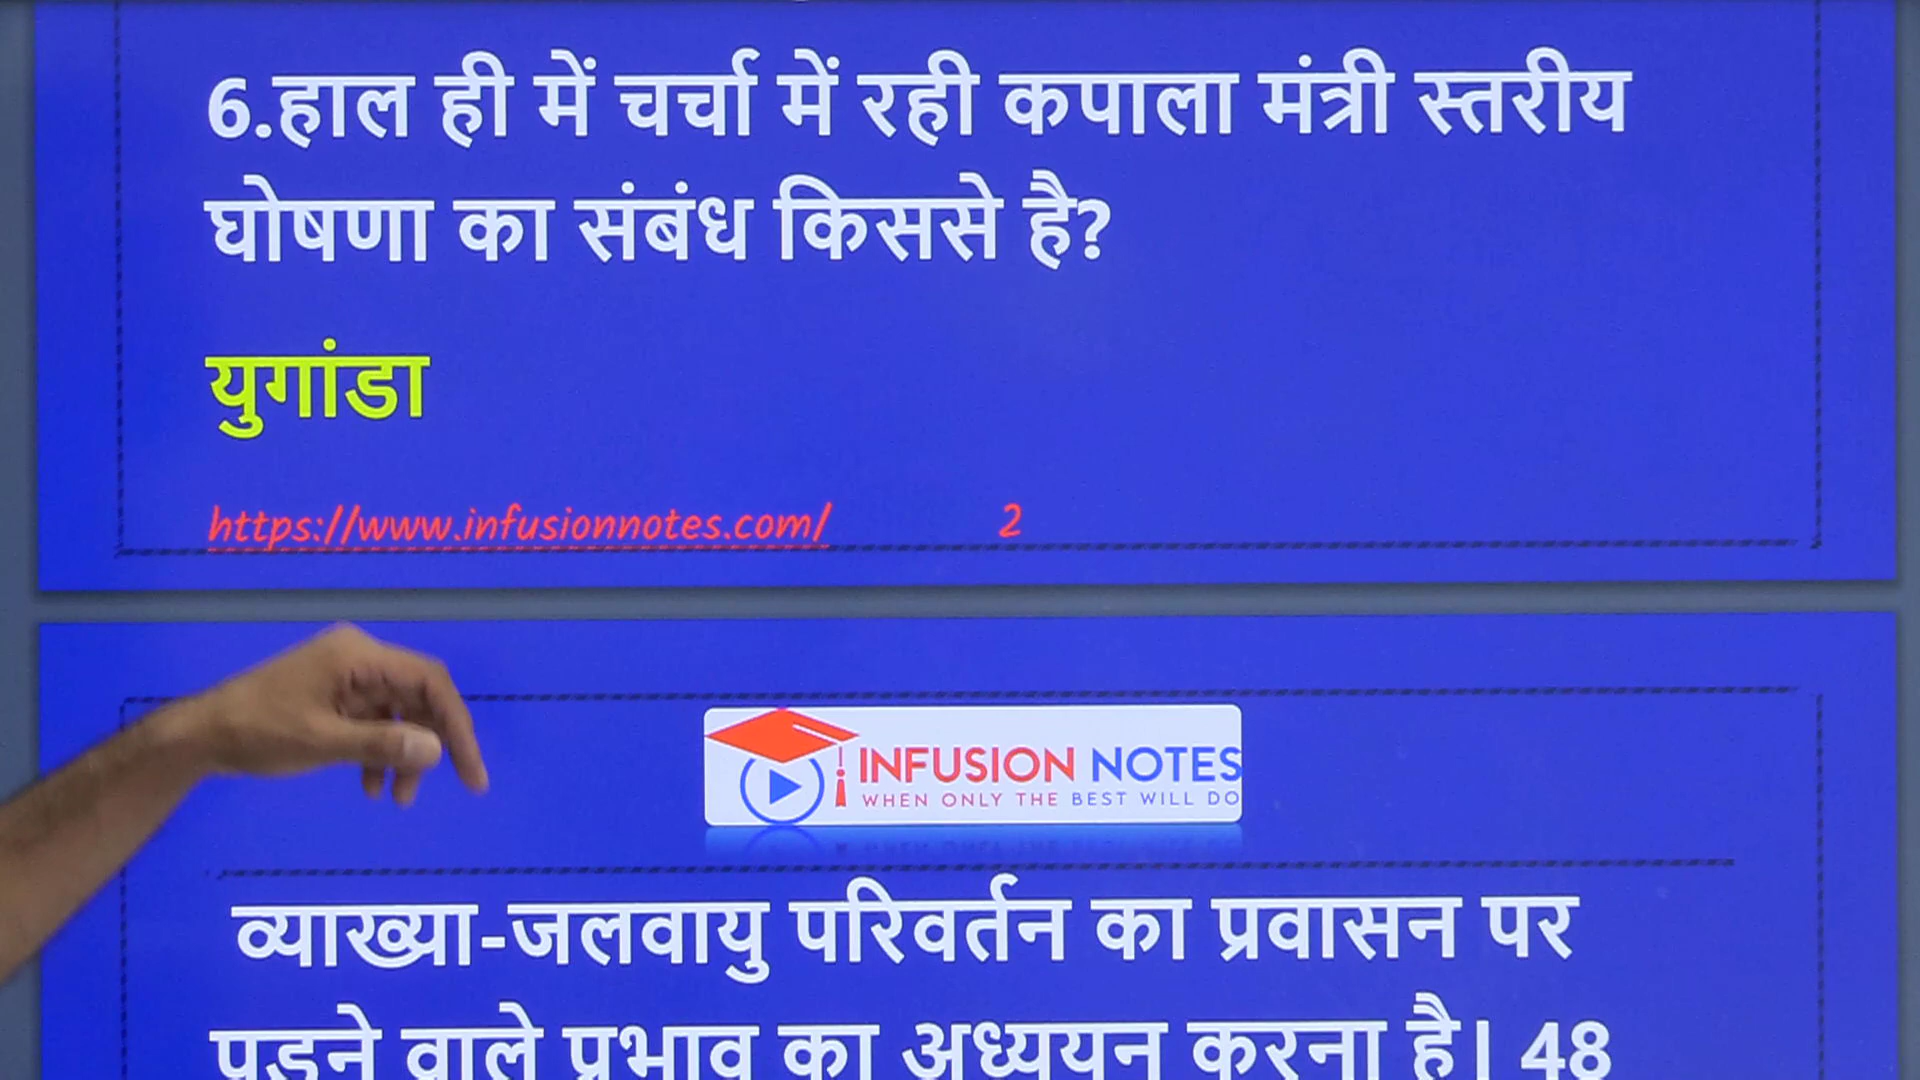 6.हाल ही में चर्चा में रही कपाला मंत्री स्तरीय
घोषणा का संबंध किससे है?
युगांडा
https://www.infusionnotes.com/ 2
INFUSION NOTES
WHEN ONLY THE BEST WILL DO
व्याख्या-जलवायु परिवर्तन का प्रवासन पर
पड़ने वाले प्रभाव का अध्ययन करना है। 48